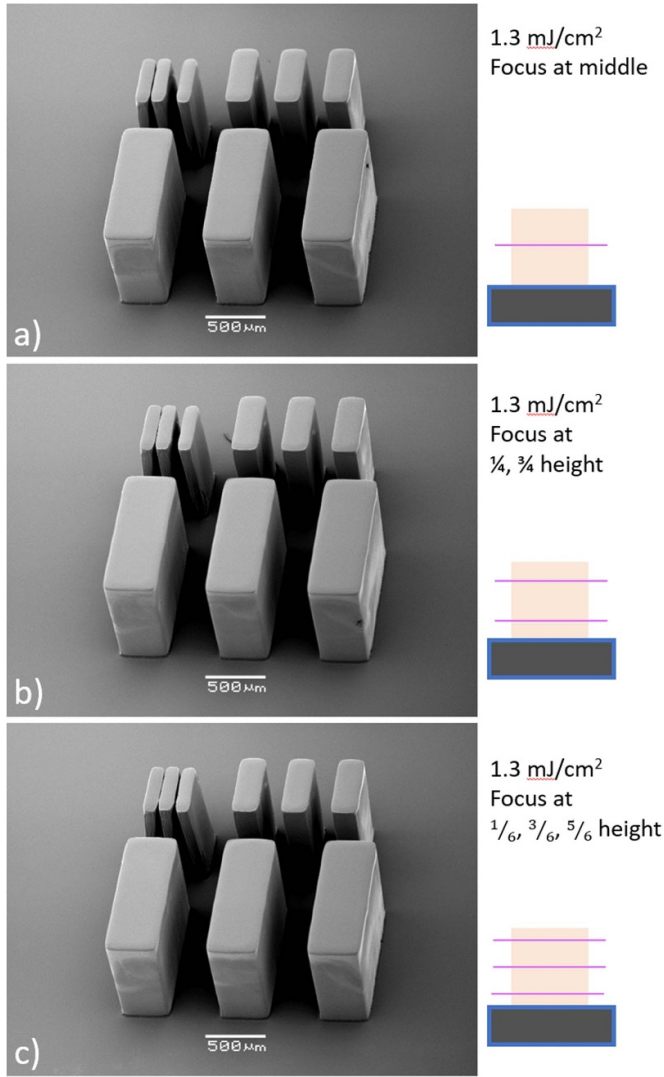 1.3 mJ/cm²
Focus at middle
500μm
a)
1.3 mJ/cm²
Focus at
¼, ¾ height
500μm
b)
1.3 mJ/cm²
Focus at
¹/₆, ³/₆, ⁵/₆ height
500μm
c)